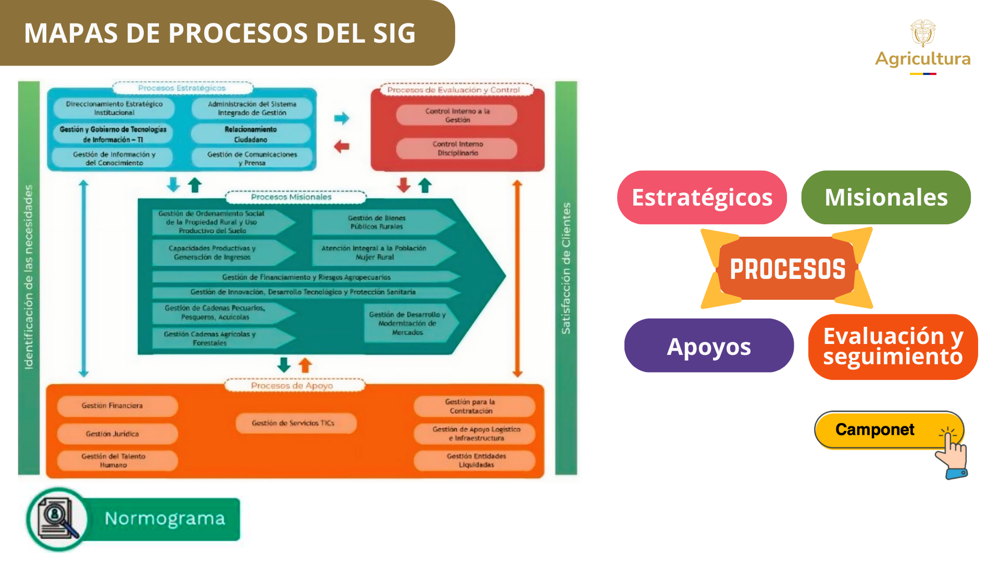 MAPAS DE PROCESOS DEL SIG
Agricultura
Identificación de las necesidades
Procesos Estratégicos
Direccionamiento Estratégico
Institucional
Administración del Sistema
Integrado de Gestión
Gestión y Gobierno de Tecnologías
de Información – TI
Relacionamiento
Ciudadano
Gestión de Información y
del Conocimiento
Gestión de Comunicaciones
y Prensa
Procesos de Evaluación y Control
Control Interno a la
Gestión
Control Interno
Disciplinario
Procesos Misionales
Gestión de Ordenamiento Social
de la Propiedad Rural y Uso
Productivo del Suelo
Gestión de Bienes
Públicos Rurales
Capacidades Productivas y
Generación de Ingresos
Atención Integral a la Población
Mujer Rural
Gestión de Financiamiento y Riesgos Agropecuarios
Gestión de Innovación, Desarrollo Tecnológico y Protección Sanitaria
Gestión de Cadenas Pecuarios,
Pesqueros, Acuícolas
Gestión Cadenas Agrícolas y
Forestales
Gestión de Desarrollo y
Modernización de
Mercados
Procesos de Apoyo
Gestión Financiera
Gestión Jurídica
Gestión del Talento
Humano
Gestión de Servicios TICs
Gestión para la
Contratación
Gestión de Apoyo Logístico
e Infraestructura
Gestión Entidades
Liquidadas
Satisfacción de Clientes
Estratégicos
Misionales
PROCESOS
Apoyos
Evaluación y
seguimiento
Camponet
Normograma